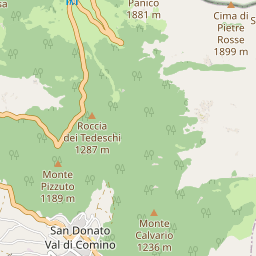 Panico
1881 m
Cima di
Pietre
Rosse
1899 m
Roccia
dei Tedeschi
1287 m
Monte
Pizzuto
1189 m
San Donato
Val di Comino
Monte
Calvario
1236 m